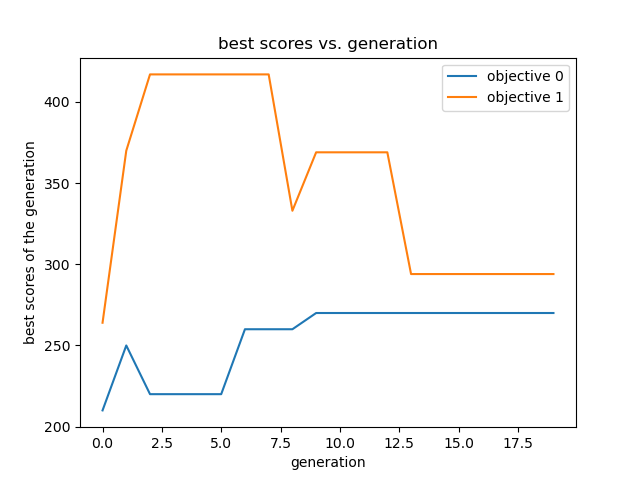 best scores vs. generation
objective 0
objective 1
best scores of the generation
400
350
300
250
200
0.0 2.5 5.0 7.5 10.0 12.5 15.0 17.5
generation